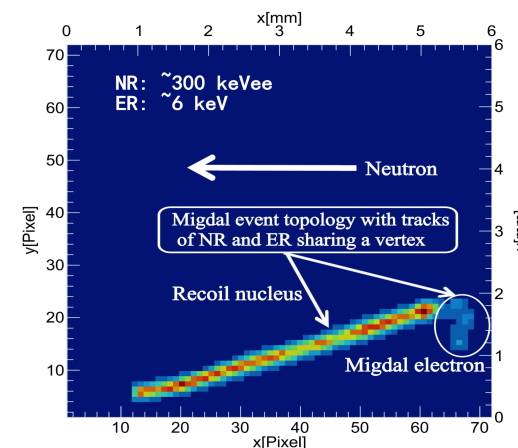 x[mm]
0 1 2 3 4 5 6
70
60
50
40
30
20
10
y[Pixel]
NR: ~300 keVee
ER: ~6 keV
Neutron
Migdal event topology with tracks
of NR and ER sharing a vertex
Recoil nucleus
Migdal electron
6
5
4
3
2
1
0
10 20 30 40 50 60 70
x[Pixel]